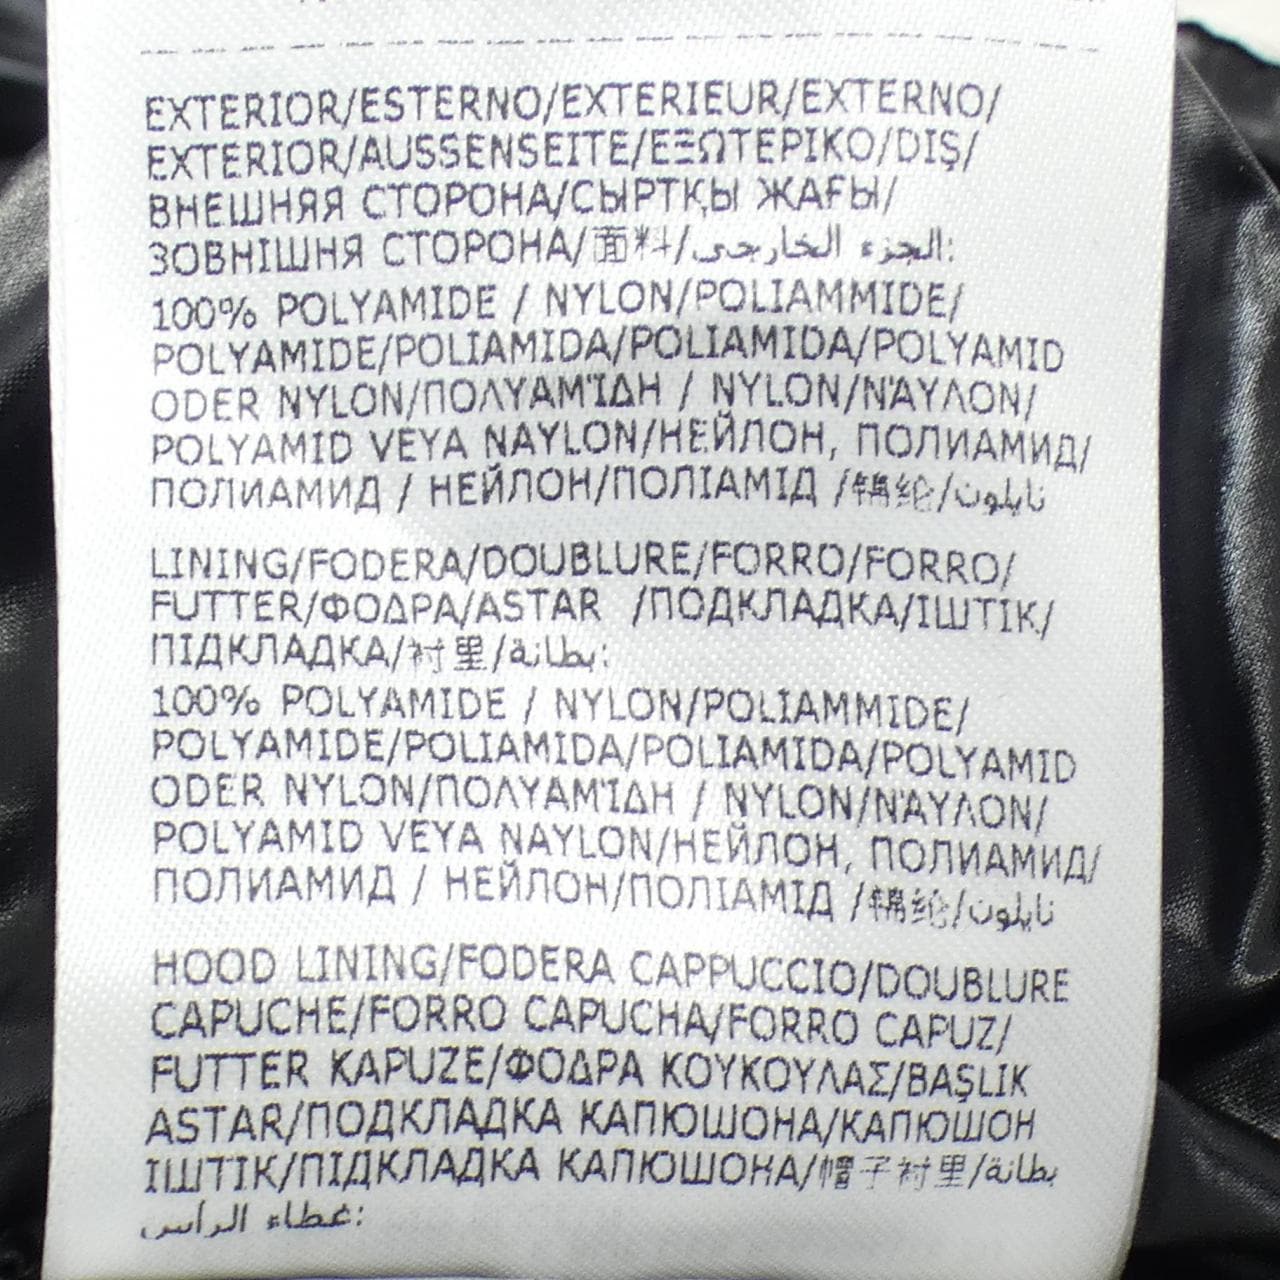 EXTERIOR/ESTERNO/EXTERIEUR/EXTERNO/
EXTERIOR/AUSSENSEITE/ΕΞΩΤΕΡΙΚΟ/DIŞ/
ВНЕШНЯЯ СТОРОНА/СЫРТҚЫ ЖАҒЫ/
ЗОВНІШНЯ СТОРОНА/面料/الجزء الخارجي:
100% POLYAMIDE / NYLON/POLIAMMIDE/
POLYAMIDE/POLIAMIDA/POLIAMIDA/POLYAMID
ODER NYLON/ΠΟΛΥΑΜΊΔΗ / NYLON/ΝΆΥΛΟΝ/
POLYAMID VEYA NAYLON/НЕЙЛОН, ПОЛИАМИД/
ПОЛИАМИД / НЕЙЛОН/ПОЛІАМІД /锦纶/نايلون
LINING/FODERA/DOUBLURE/FORRO/FORRO/
FUTTER/ΦΟΔΡΑ/ASTAR /ПОДКЛАДКА/ІШТІК/
ПІДКЛАДКА/衬里/بطانة:
100% POLYAMIDE / NYLON/POLIAMMIDE/
POLYAMIDE/POLIAMIDA/POLIAMIDA/POLYAMID
ODER NYLON/ΠΟΛΥΑΜΊΔΗ / NYLON/ΝΆΥΛΟΝ/
POLYAMID VEYA NAYLON/НЕЙЛОН, ПОЛИАМИД/
ПОЛИАМИД / НЕЙЛОН/ПОЛІАМІД /锦纶/نايلون
HOOD LINING/FODERA CAPPUCCIO/DOUBLURE
CAPUCHE/FORRO CAPUCHA/FORRO CAPUZ/
FUTTER KAPUZE/ΦΟΔΡΑ ΚΟΥΚΟΥΛΑΣ/BAŞLIK
ASTAR/ПОДКЛАДКА КАПЮШОНА/КАПЮШОН
ІШТІК/ПІДКЛАДКА КАПЮШОНА/帽子衬里/بطانة
غطاء الرأس: